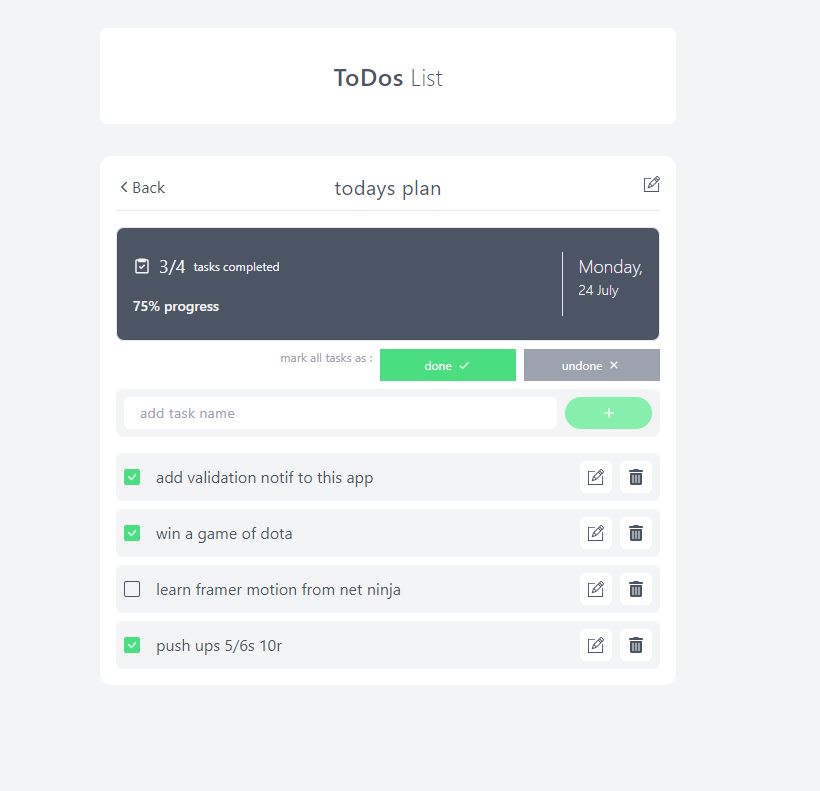 ToDos List
Back
todays plan
3/4 tasks completed
75% progress
Monday,
24 July
mark all tasks as :
done
undone
add task name
+
add validation notif to this app
win a game of dota
learn framer motion from net ninja
push ups 5/6s 10r